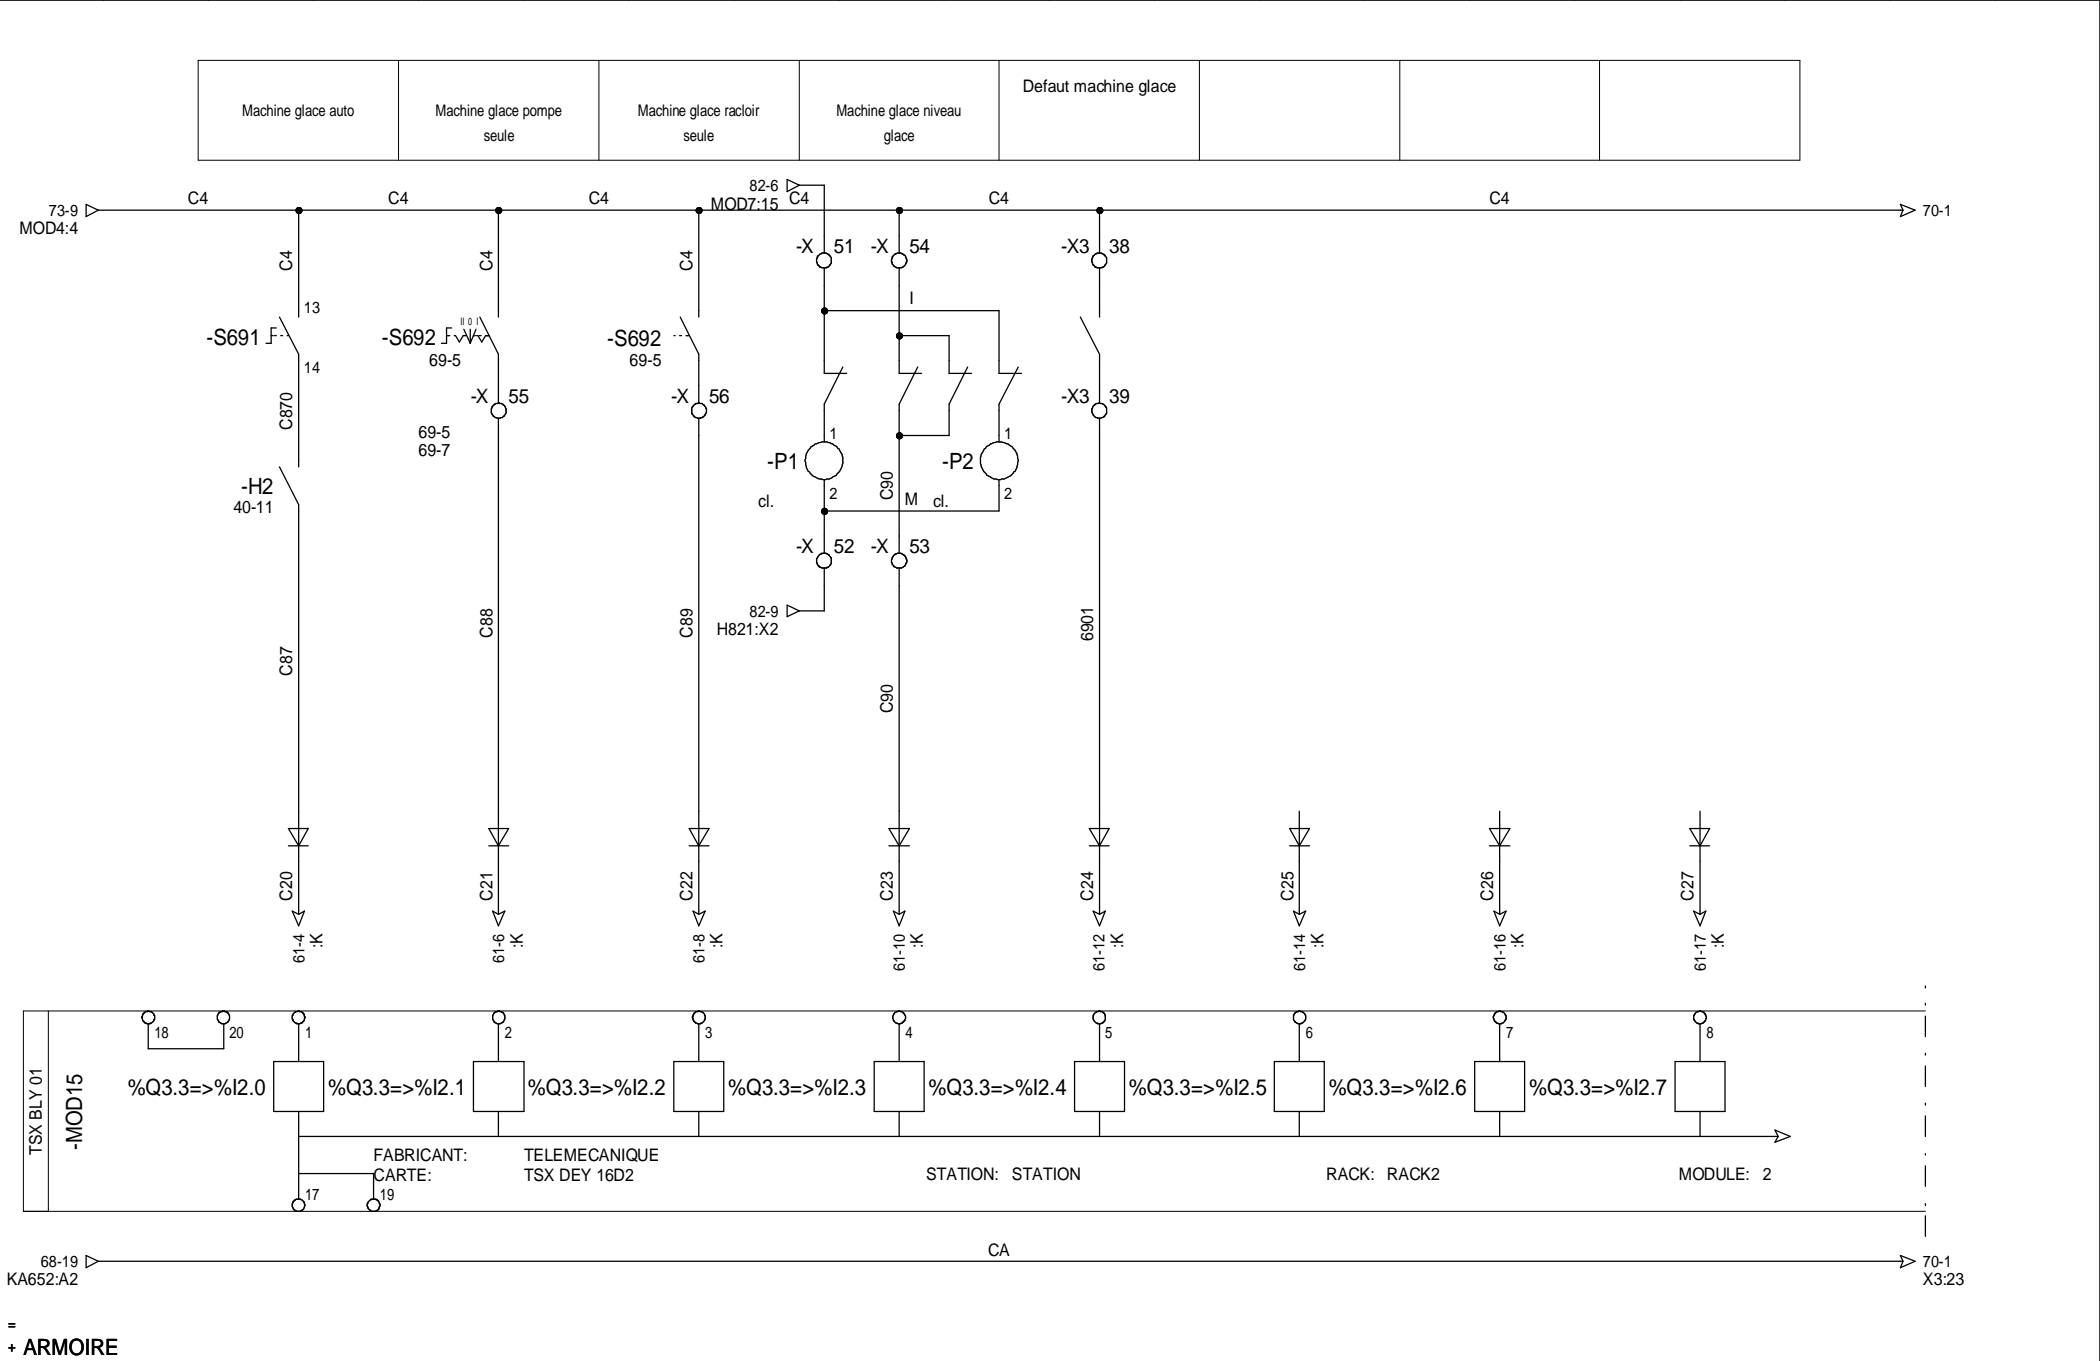 Machine glace auto
Machine glace pompe
seule
Machine glace racloir
seule
Machine glace niveau
glace
Defaut machine glace
73-9
MOD4:4
C4
C4
C4
82-6
MOD7:15
C4
C4
C4
70-1
C4
C4
C4
-X 51
-X 54
-X3 38
13
-S691
14
II 0 I
-S692
69-5
-S692
69-5
I
C870
-X 55
-X 56
-X3 39
69-5
69-7
1
-P1
2
cl.
C90
M
cl.
1
-P2
2
-H2
40-11
-X 52
-X 53
82-9
H821:X2
C87
C88
C89
C90
6901
C20
C21
C22
C23
C24
C25
C26
C27
61-4
:K
61-6
:K
61-8
:K
61-10
:K
61-12
:K
61-14
:K
61-16
:K
61-17
:K
TSX BLY 01
-MOD15
18
20
1
2
3
4
5
6
7
8
%Q3.3=>%I2.0
%Q3.3=>%I2.1
%Q3.3=>%I2.2
%Q3.3=>%I2.3
%Q3.3=>%I2.4
%Q3.3=>%I2.5
%Q3.3=>%I2.6
%Q3.3=>%I2.7
FABRICANT: TELEMECANIQUE
CARTE: TSX DEY 16D2
STATION: STATION
RACK: RACK2
MODULE: 2
17
19
68-19
KA652:A2
CA
70-1
X3:23
=
+ ARMOIRE